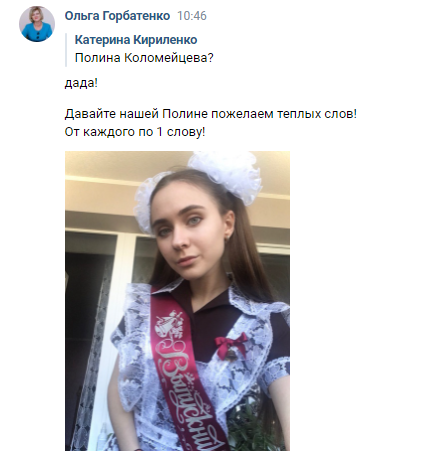 Ольга Горбатенко 10:46
Катерина Кириленко
Полина Коломейцева?
дада!
Давайте нашей Полине пожелаем теплых слов!
От каждого по 1 слову!
Выпускни